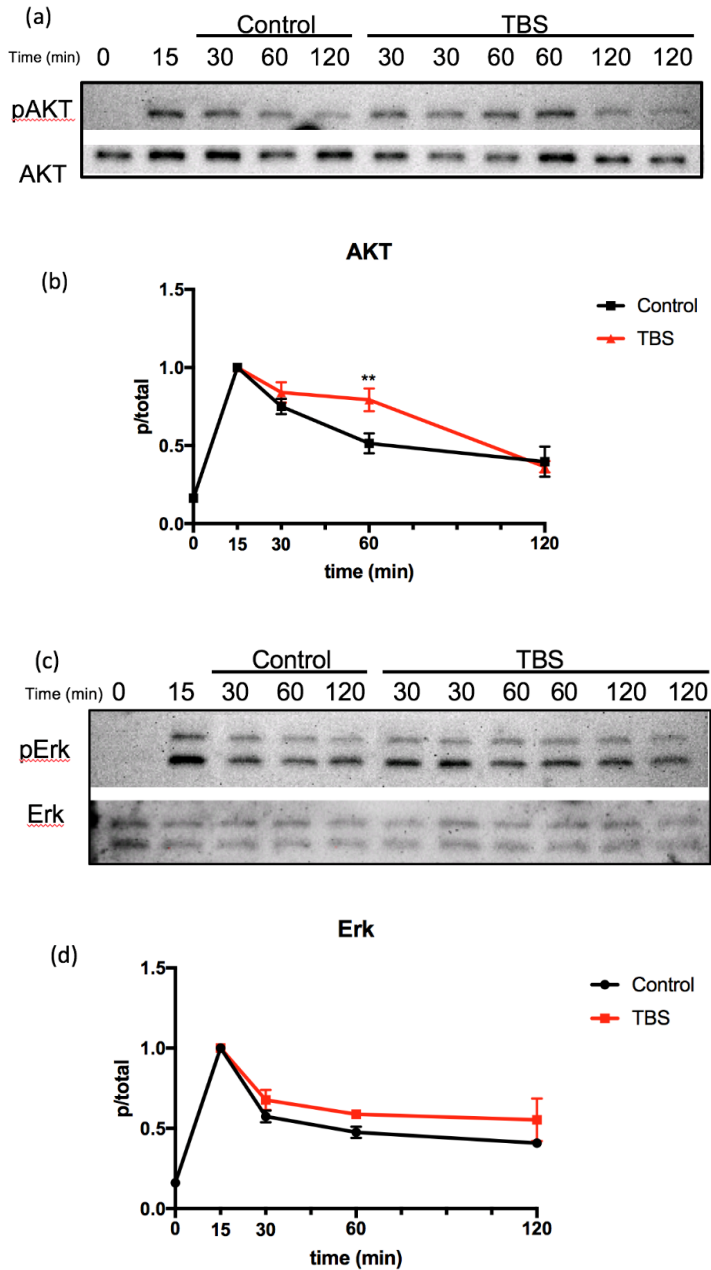 (a)
Control TBS
Time (min) 0 15 30 60 120 30 30 60 60 120 120
pAKT
AKT
AKT
(b)
1.5
1.0
0.5
0.0
p/total
**
Control
TBS
0 15 30 60 120
time (min)
(c)
Control TBS
Time (min) 0 15 30 60 120 30 30 60 60 120 120
pErk
Erk
Erk
(d)
1.5
1.0
0.5
0.0
p/total
Control
TBS
0 15 30 60 120
time (min)